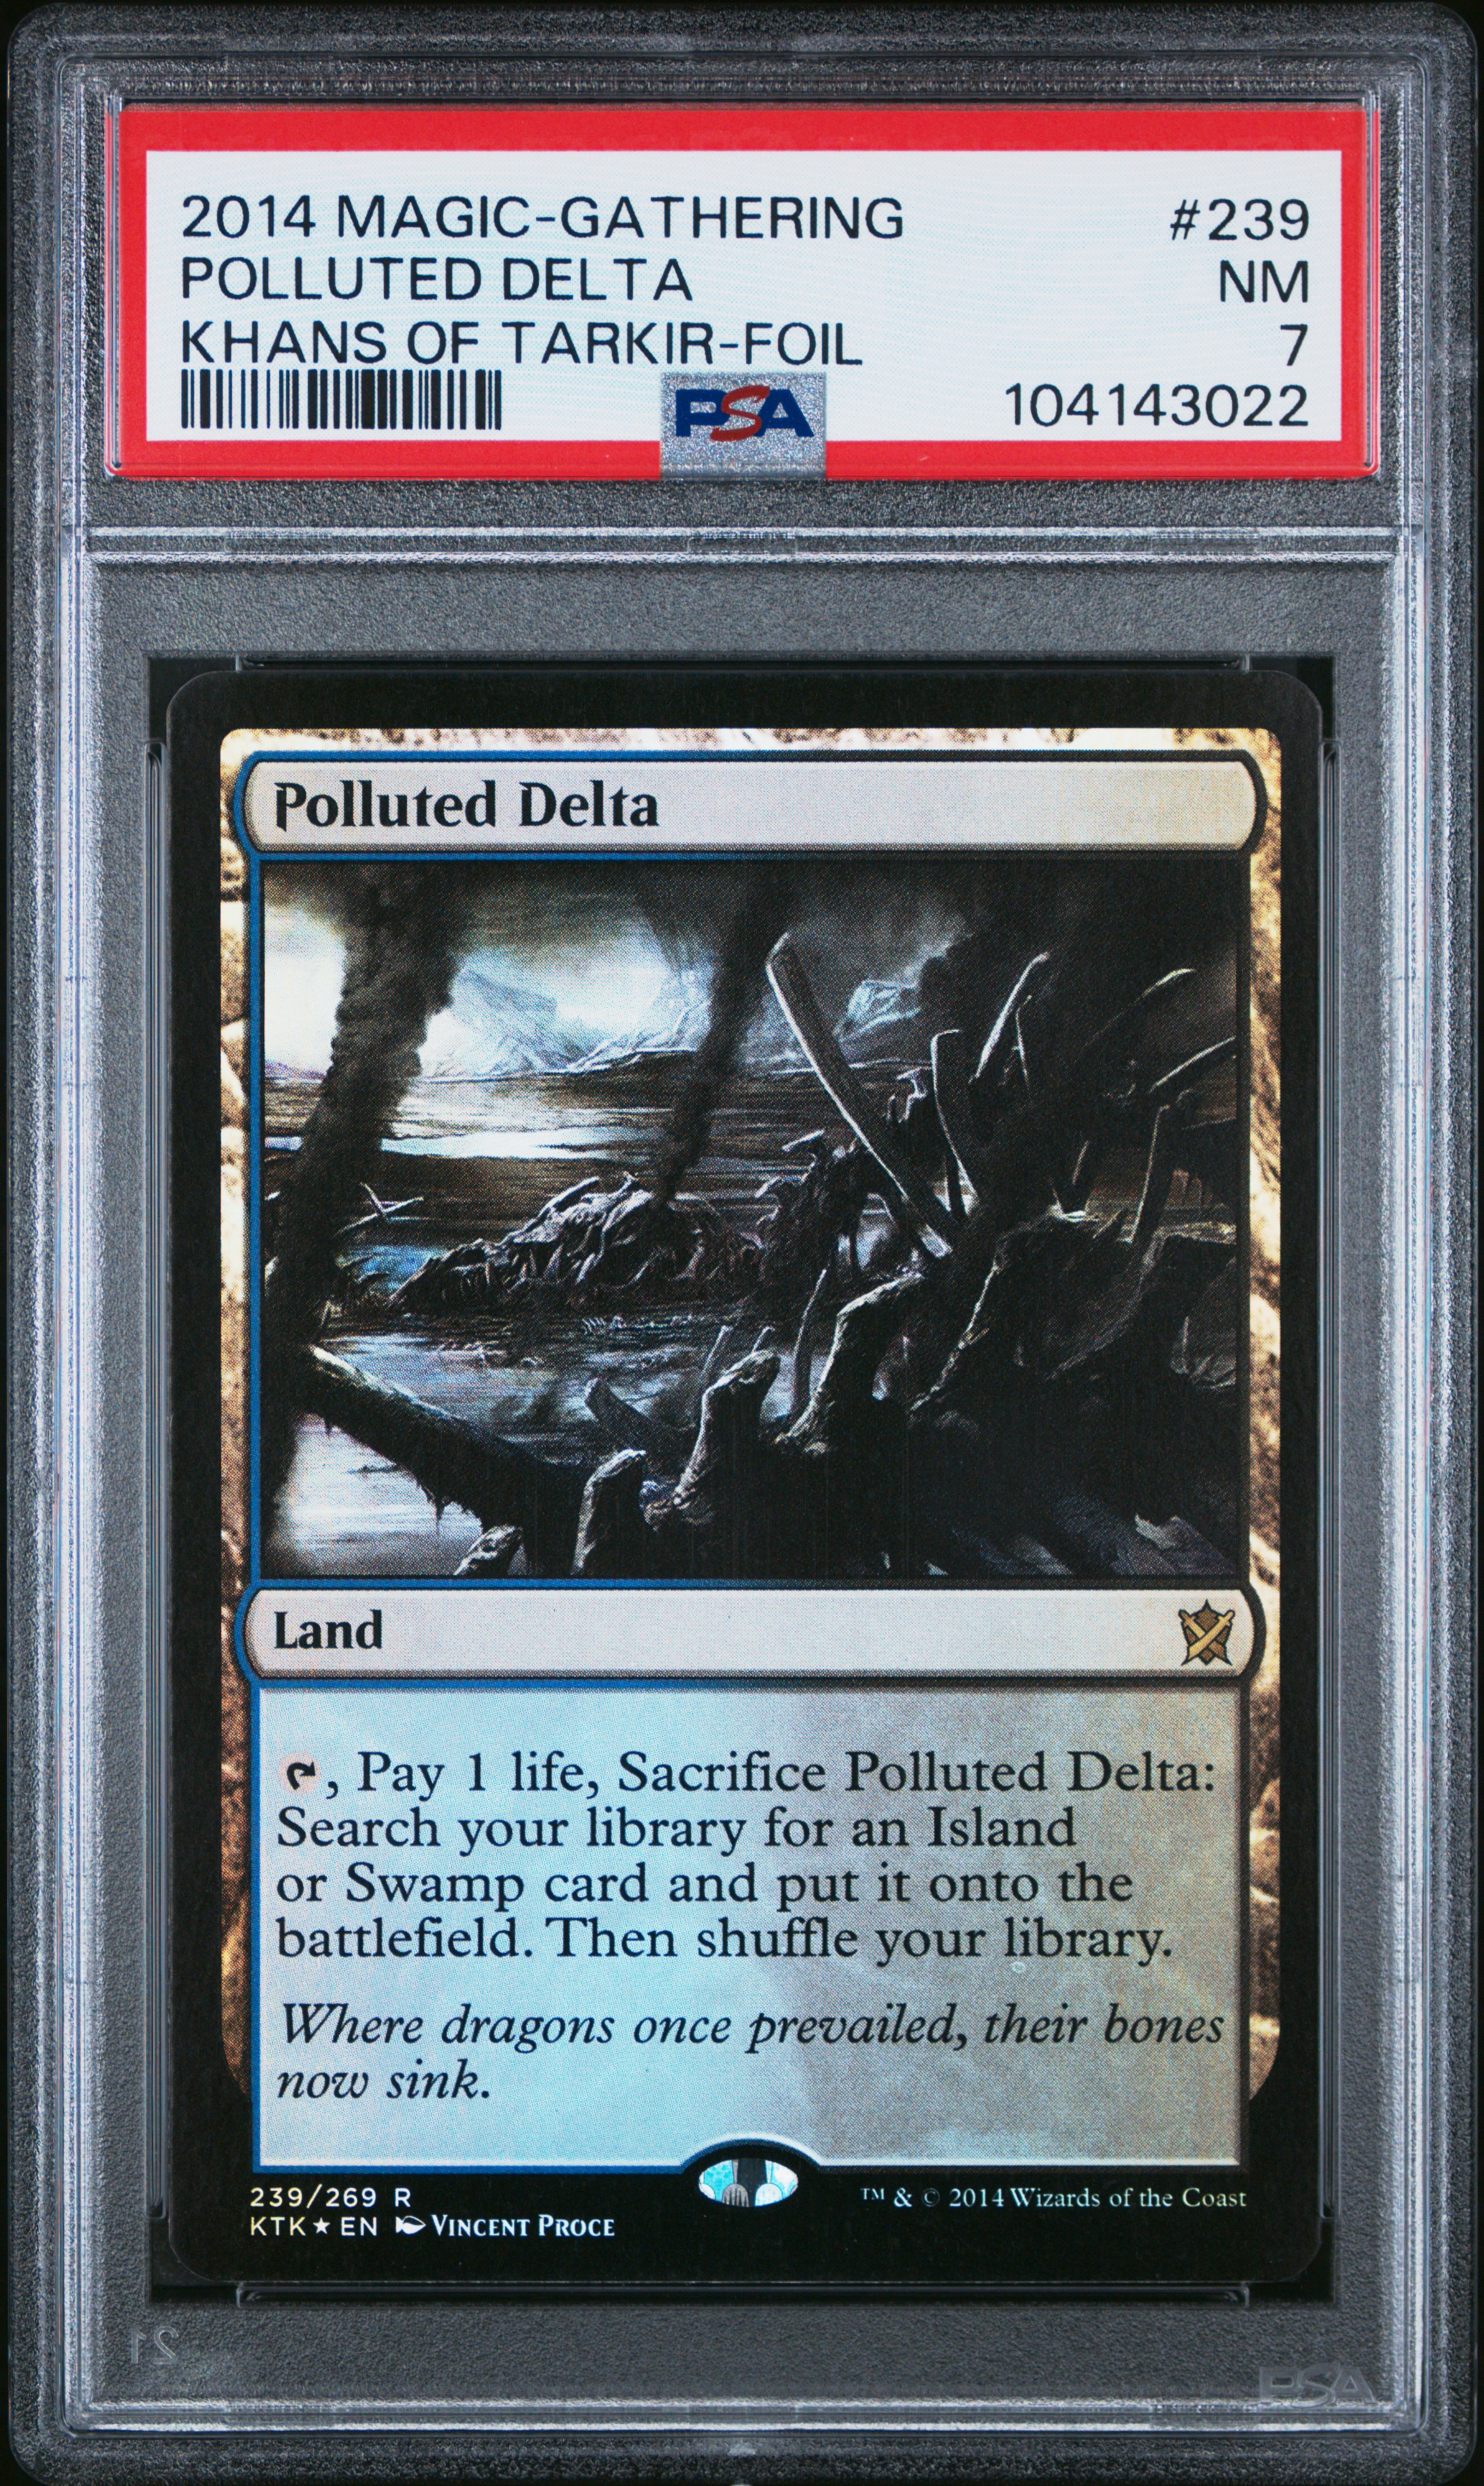 2014 MAGIC-GATHERING #239
POLLUTED DELTA NM
KHANS OF TARKIR-FOIL 7
PSA 104143022
Polluted Delta
Land
, Pay 1 life, Sacrifice Polluted Delta:
Search your library for an Island
or Swamp card and put it onto the
battlefield. Then shuffle your library.
Where dragons once prevailed, their bones
now sink.
239/269 R
™ & © 2014 Wizards of the Coast
KTK★EN VINCENT PROCE
21
PSA